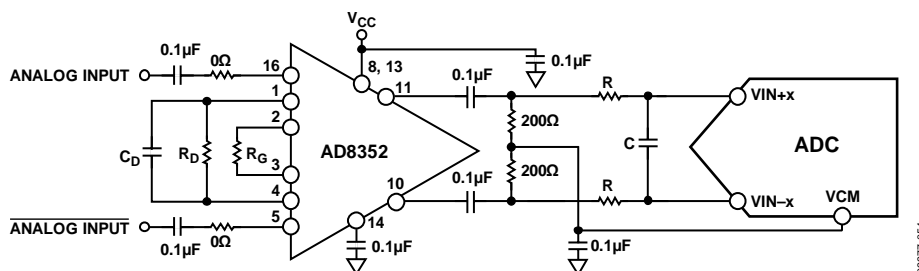 VCC
0.1µF
0Ω
ANALOG INPUT
16
8, 13
0.1µF
0.1µF
11
1
2
CD
RD
RG
AD8352
200Ω
200Ω
R
C
VIN+x
ADC
3
4
10
0.1µF
R
VIN–x
VCM
5
14
ANALOG INPUT
0.1µF
0Ω
0.1µF
0.1µF